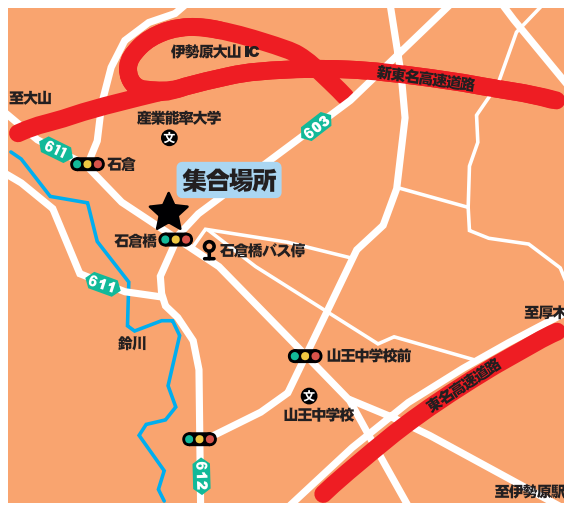 伊勢原大山 IC
新東名高速道路
至大山
産業能率大学
文
603
611
石倉
集合場所
石倉橋
石倉橋バス停
611
至厚木
鈴川
山王中学校前
東名高速道路
文
山王中学校
612
至伊勢原駅